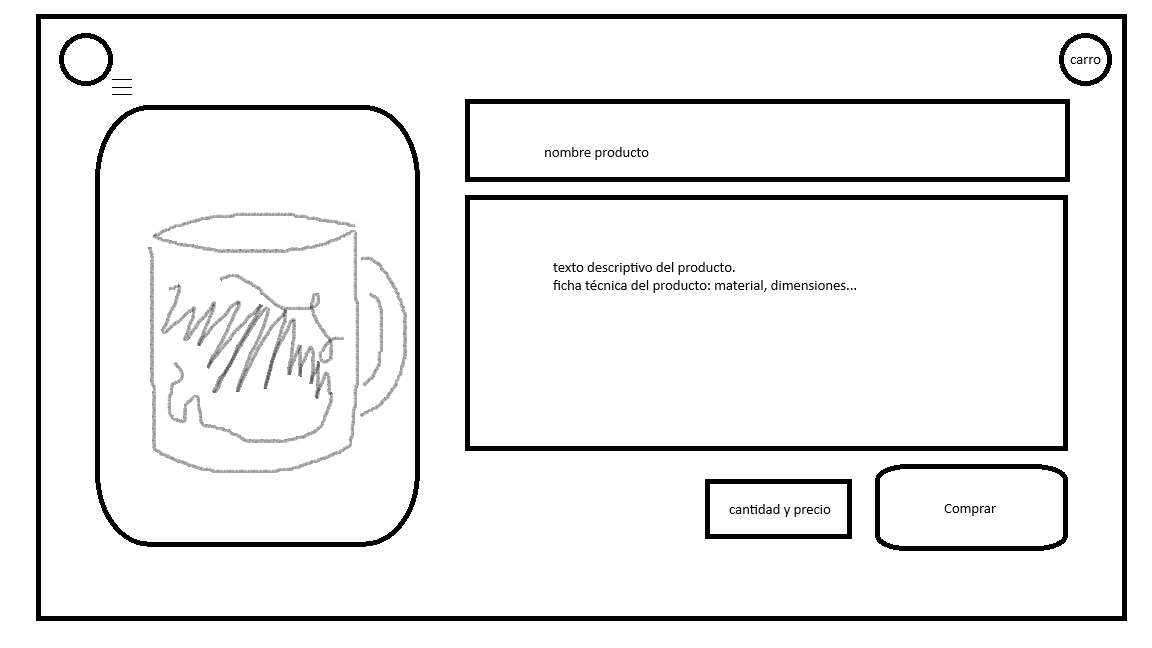 carro
nombre producto
texto descriptivo del producto.
ficha técnica del producto: material, dimensiones...
cantidad y precio
Comprar